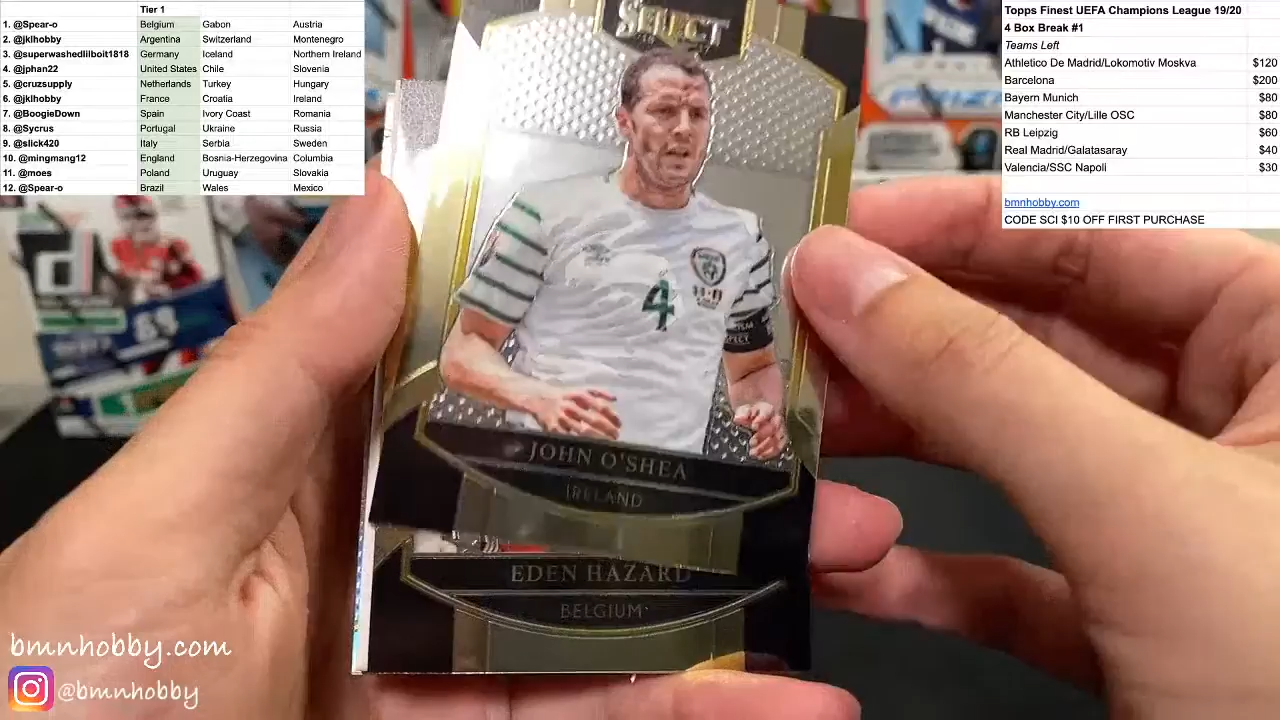 Tier 1
1. @Spear-o Belgium Gabon Austria
2. @jklhobby Argentina Switzerland Montenegro
3. @superwashedlilboit1818 Germany Iceland Northern Ireland
4. @jphan22 United States Chile Slovenia
5. @cruzsupply Netherlands Turkey Hungary
6. @jklhobby France Croatia Ireland
7. @BoogieDown Spain Ivory Coast Romania
8. @Sycrus Portugal Ukraine Russia
9. @slick420 Italy Serbia Sweden
10. @mingmang12 England Bosnia-Herzegovina Columbia
11. @moes Poland Uruguay Slovakia
12. @Spear-o Brazil Wales Mexico
Topps Finest UEFA Champions League 19/20
4 Box Break #1
Teams Left
Athletico De Madrid/Lokomotiv Moskva $120
Barcelona $200
Bayern Munich $80
Manchester City/Lille OSC $80
RB Leipzig $60
Real Madrid/Galatasaray $40
Valencia/SSC Napoli $30
bmnhobby.com
CODE SCI $10 OFF FIRST PURCHASE
SELECT
4
JOHN O'SHEA
IRELAND
EDEN HAZARD
BELGIUM
bmnhobby.com
@bmnhobby